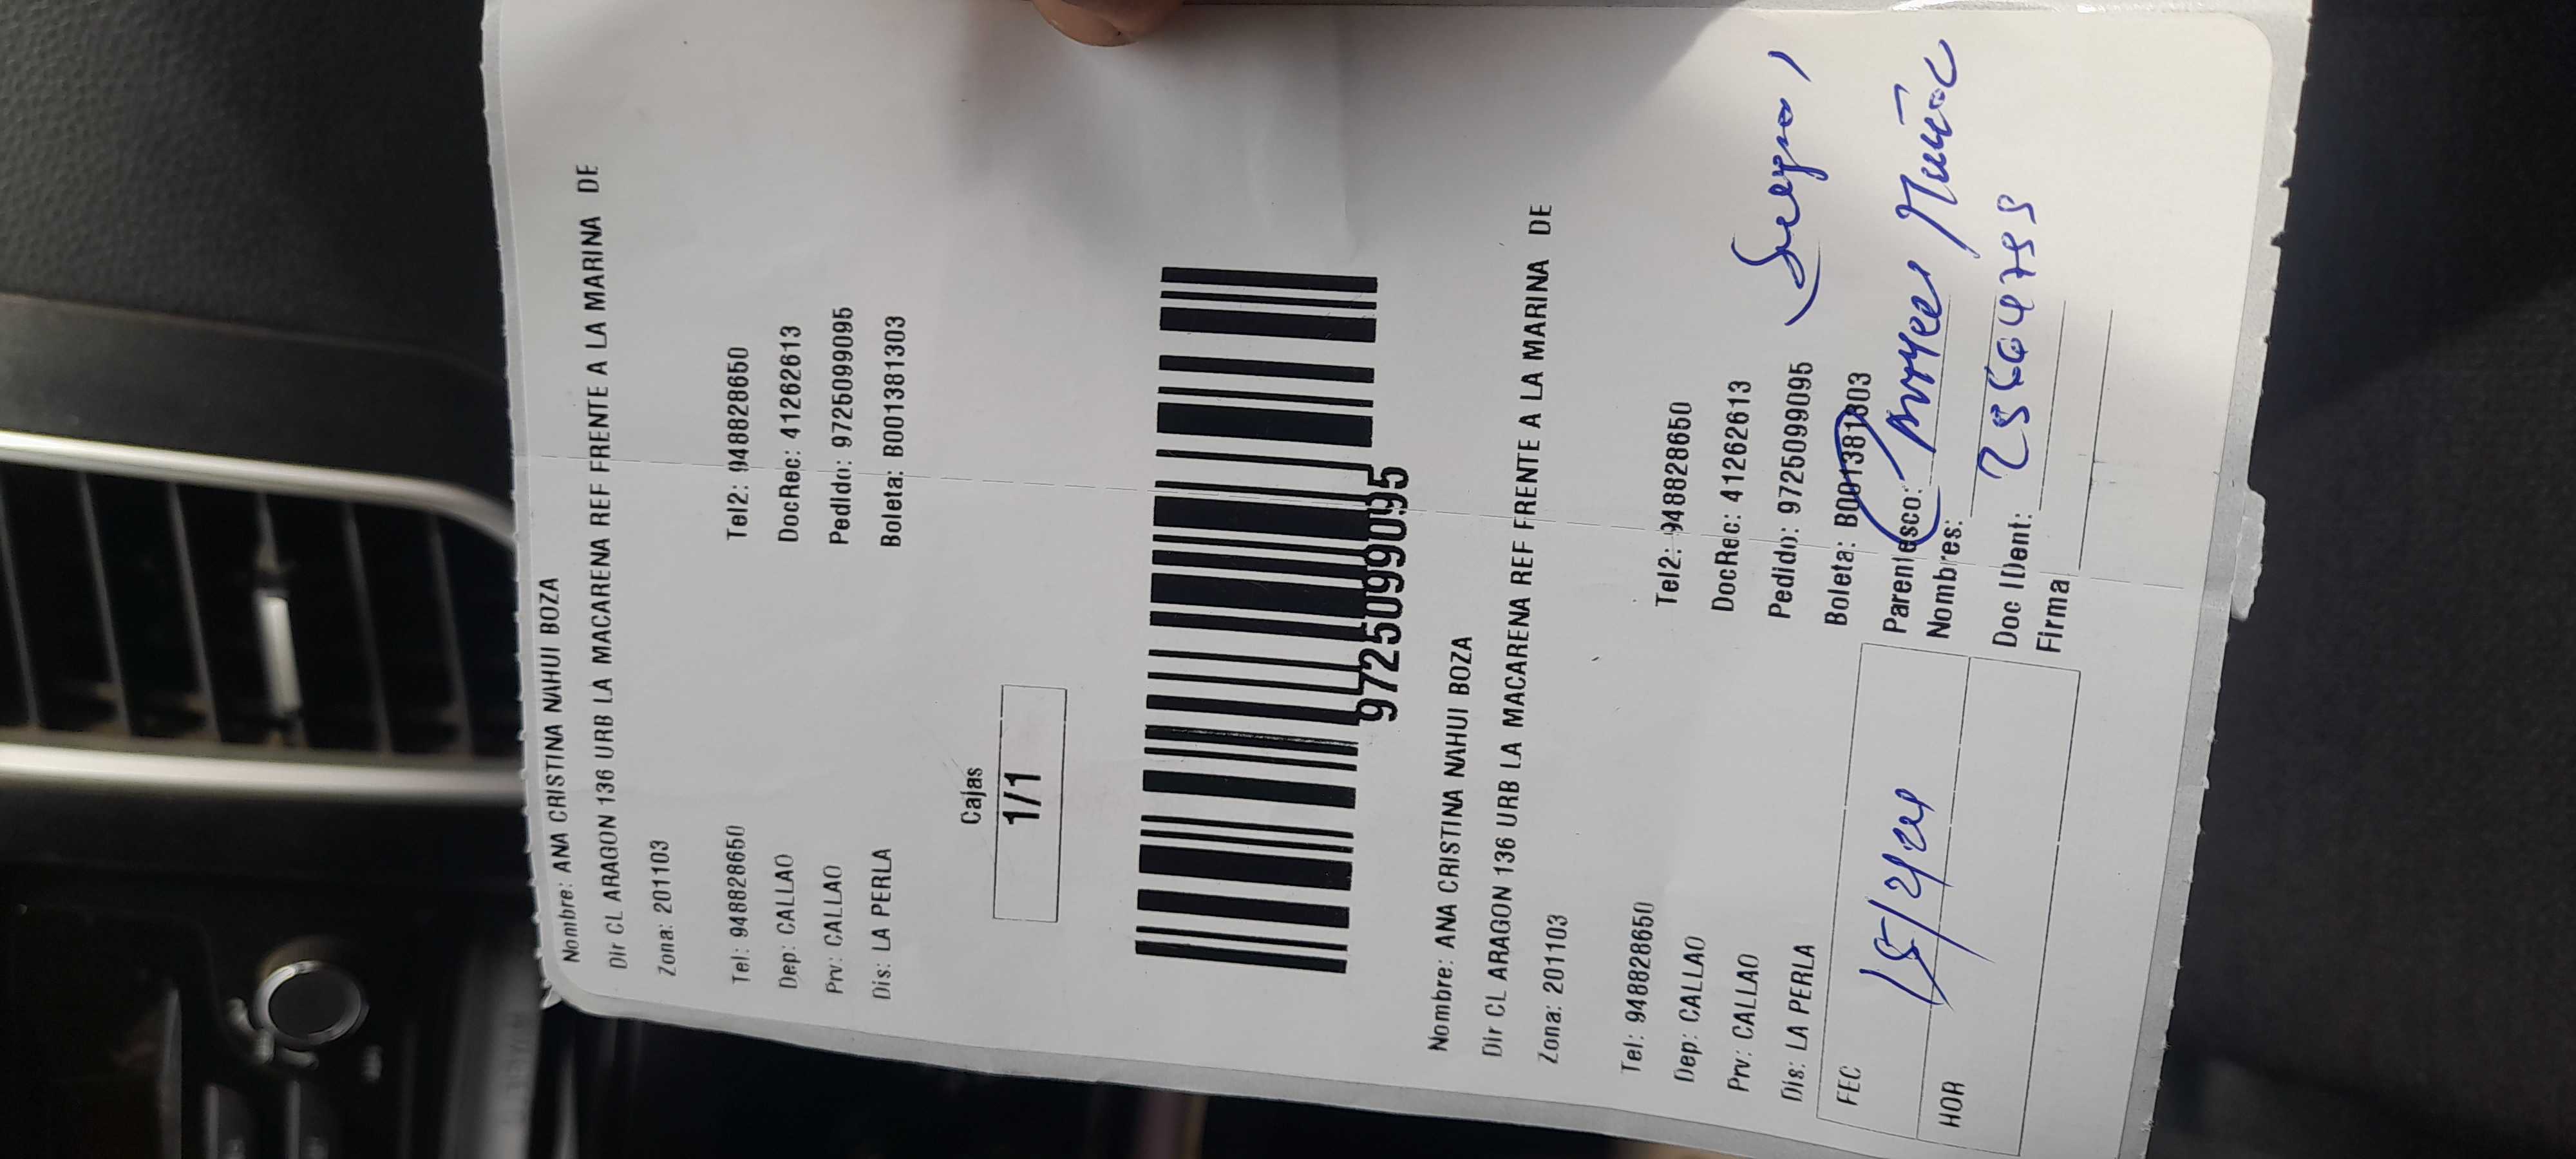 Nombre: ANA CRISTINA NAHUI BOZA
Dir CL ARAGON 136 URB LA MACARENA REF FRENTE A LA MARINA DE
Zona: 201103
Tel: 948828650 Tel2: 948828650
Dep: CALLAO DocRec: 41262613
Prv: CALLAO Pedido: 9725099095
Dis: LA PERLA Boleta: B001381303
Cajas
1/1
9725099095
Nombre: ANA CRISTINA NAHUI BOZA
Dir CL ARAGON 136 URB LA MACARENA REF FRENTE A LA MARINA DE
Zona: 201103
Tel: 948828650 Tel2: 948828650
Dep: CALLAO DocRec: 41262613
Prv: CALLAO Pedido: 9725099095
Dis: LA PERLA Boleta: B001381303
(Suegro)
FEC Parentesco:
HOR Nombres: Muñoz
Doc IDent:
Firma